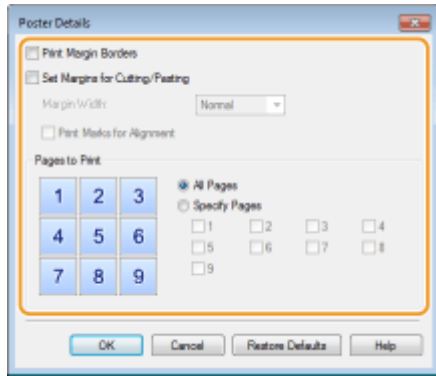 Poster Details
Print Margin Borders
Set Margins for Cutting/Pasting
Margin Width: Normal
Print Marks for Alignment
Pages to Print
1 2 3
4 5 6
7 8 9
All Pages
Specify Pages
1 2 3 4
5 6 7 8
9
OK Cancel Restore Defaults Help